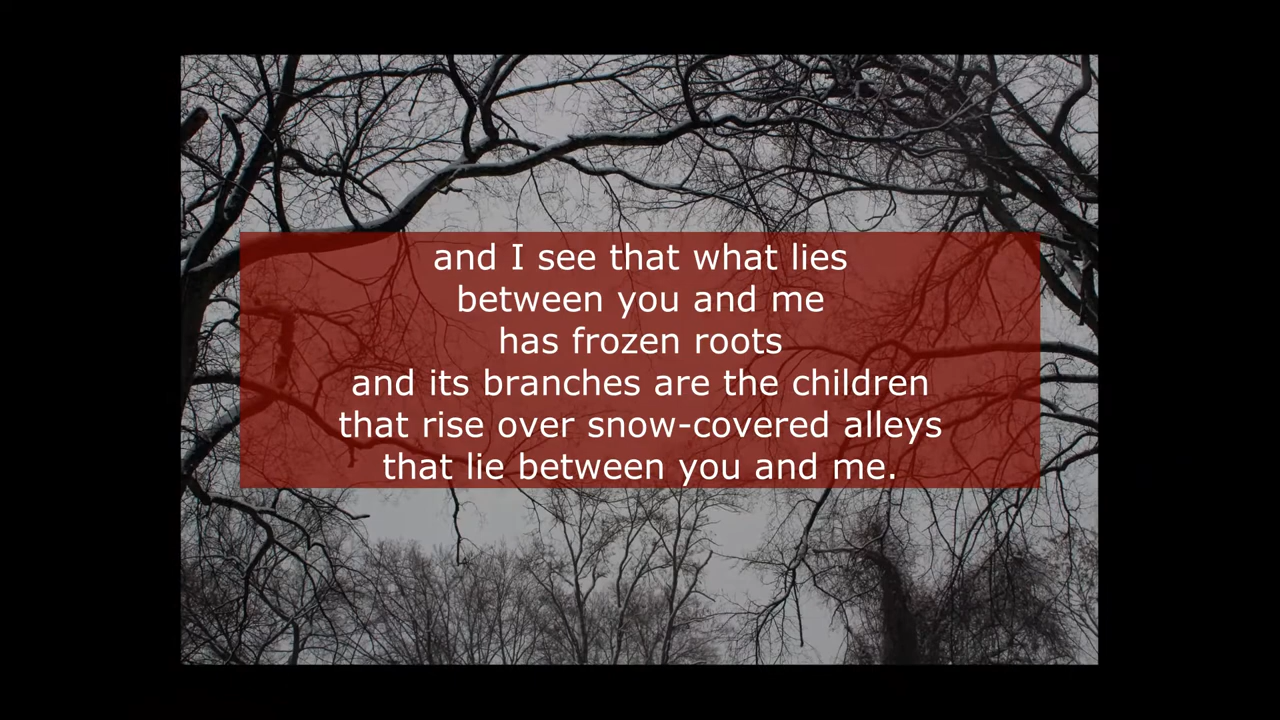 and I see that what lies
between you and me
has frozen roots
and its branches are the children
that rise over snow-covered alleys
that lie between you and me.